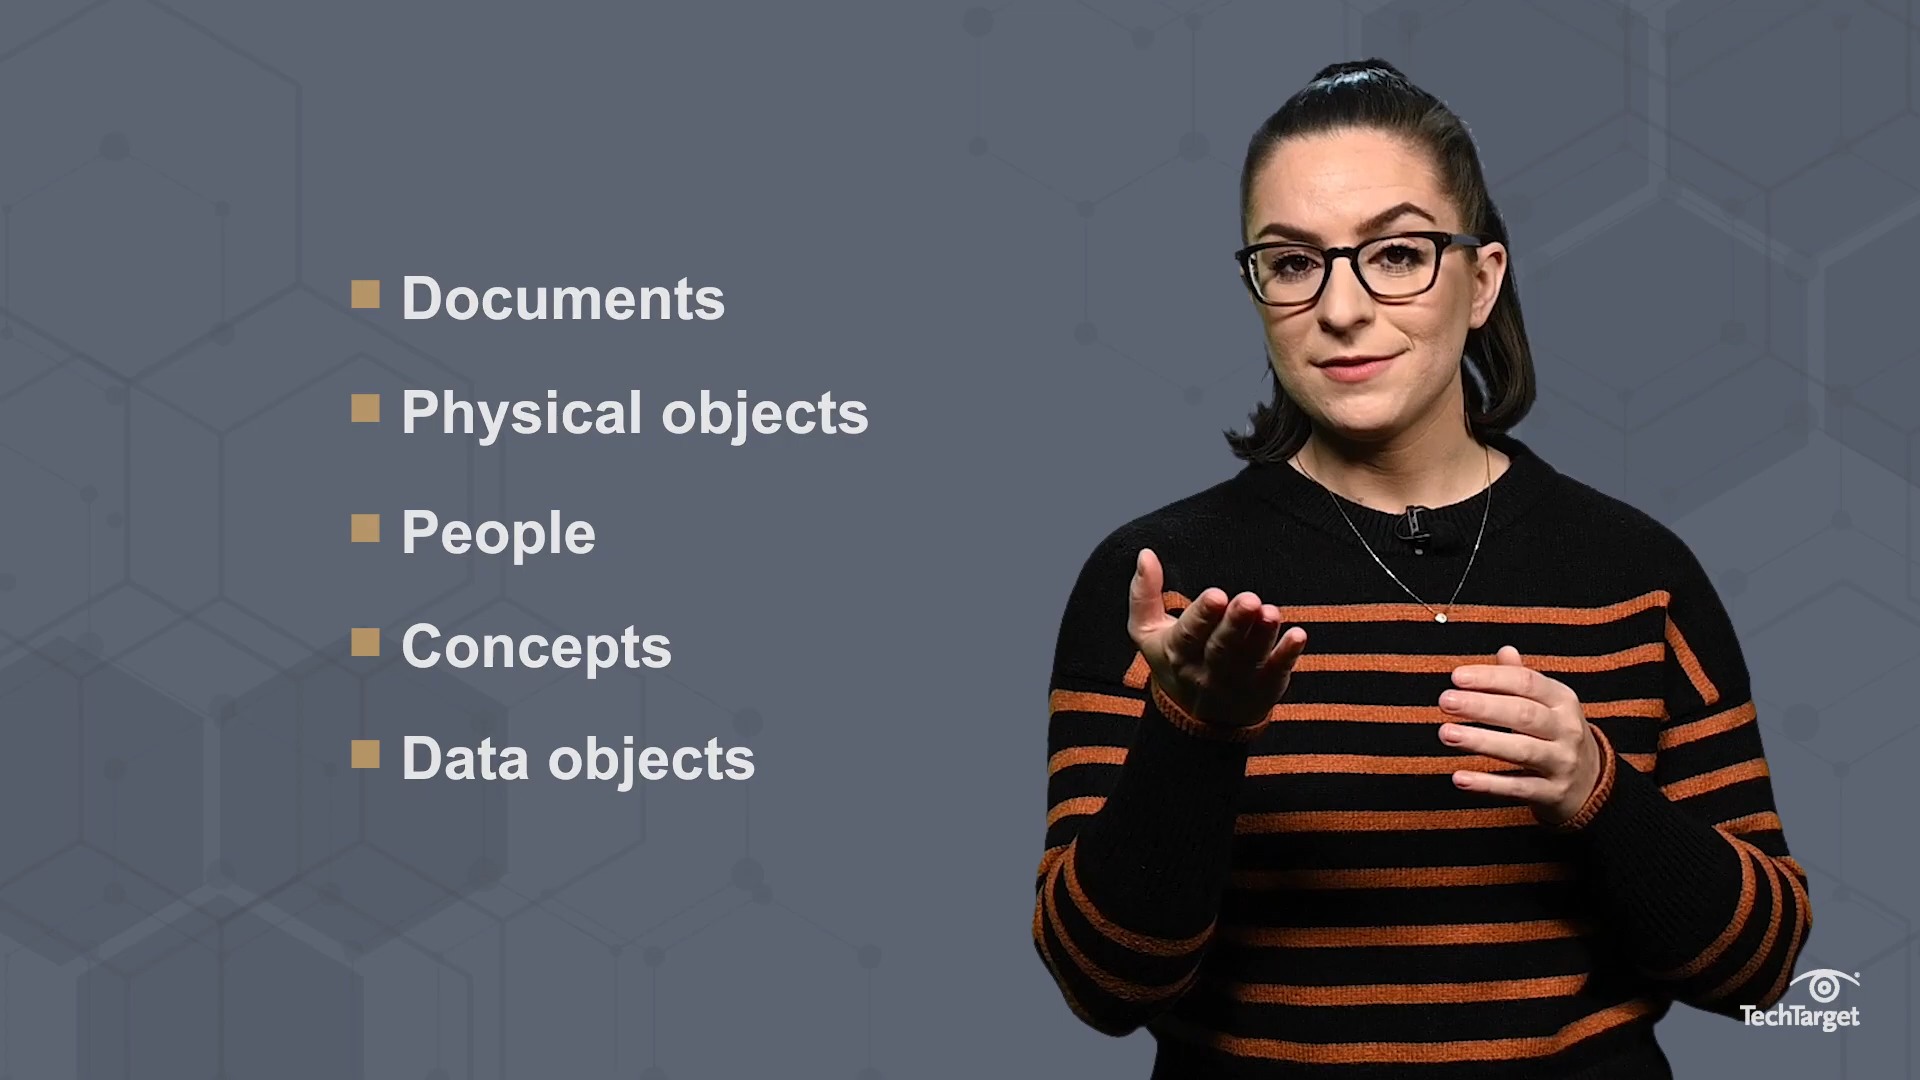 Documents
Physical objects
People
Concepts
Data objects
TechTarget